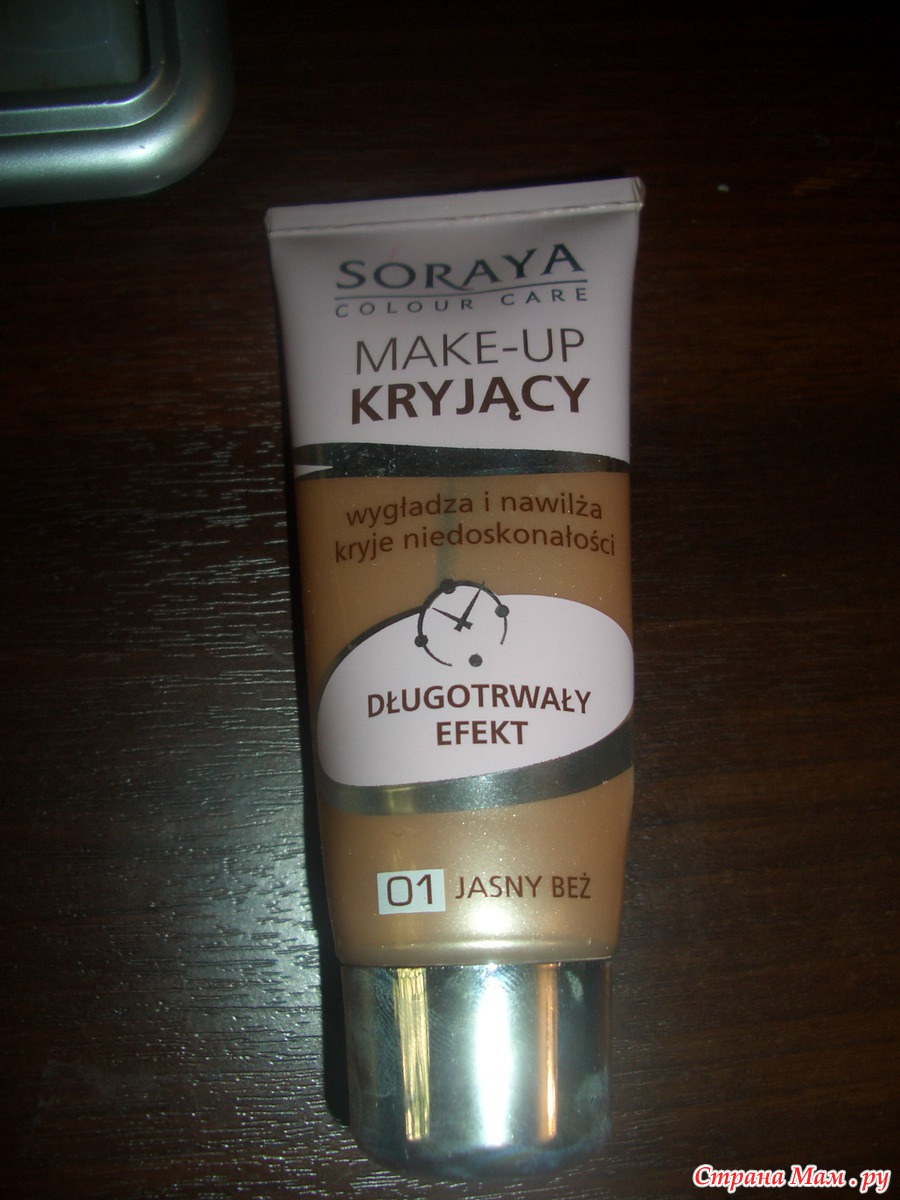 SORAYA
COLOUR CARE
MAKE-UP
KRYJĄCY
wygładza i nawilża
kryje niedoskonałości
DŁUGOTRWAŁY
EFEKT
01 JASNY BEŻ
Страна Мам.ру